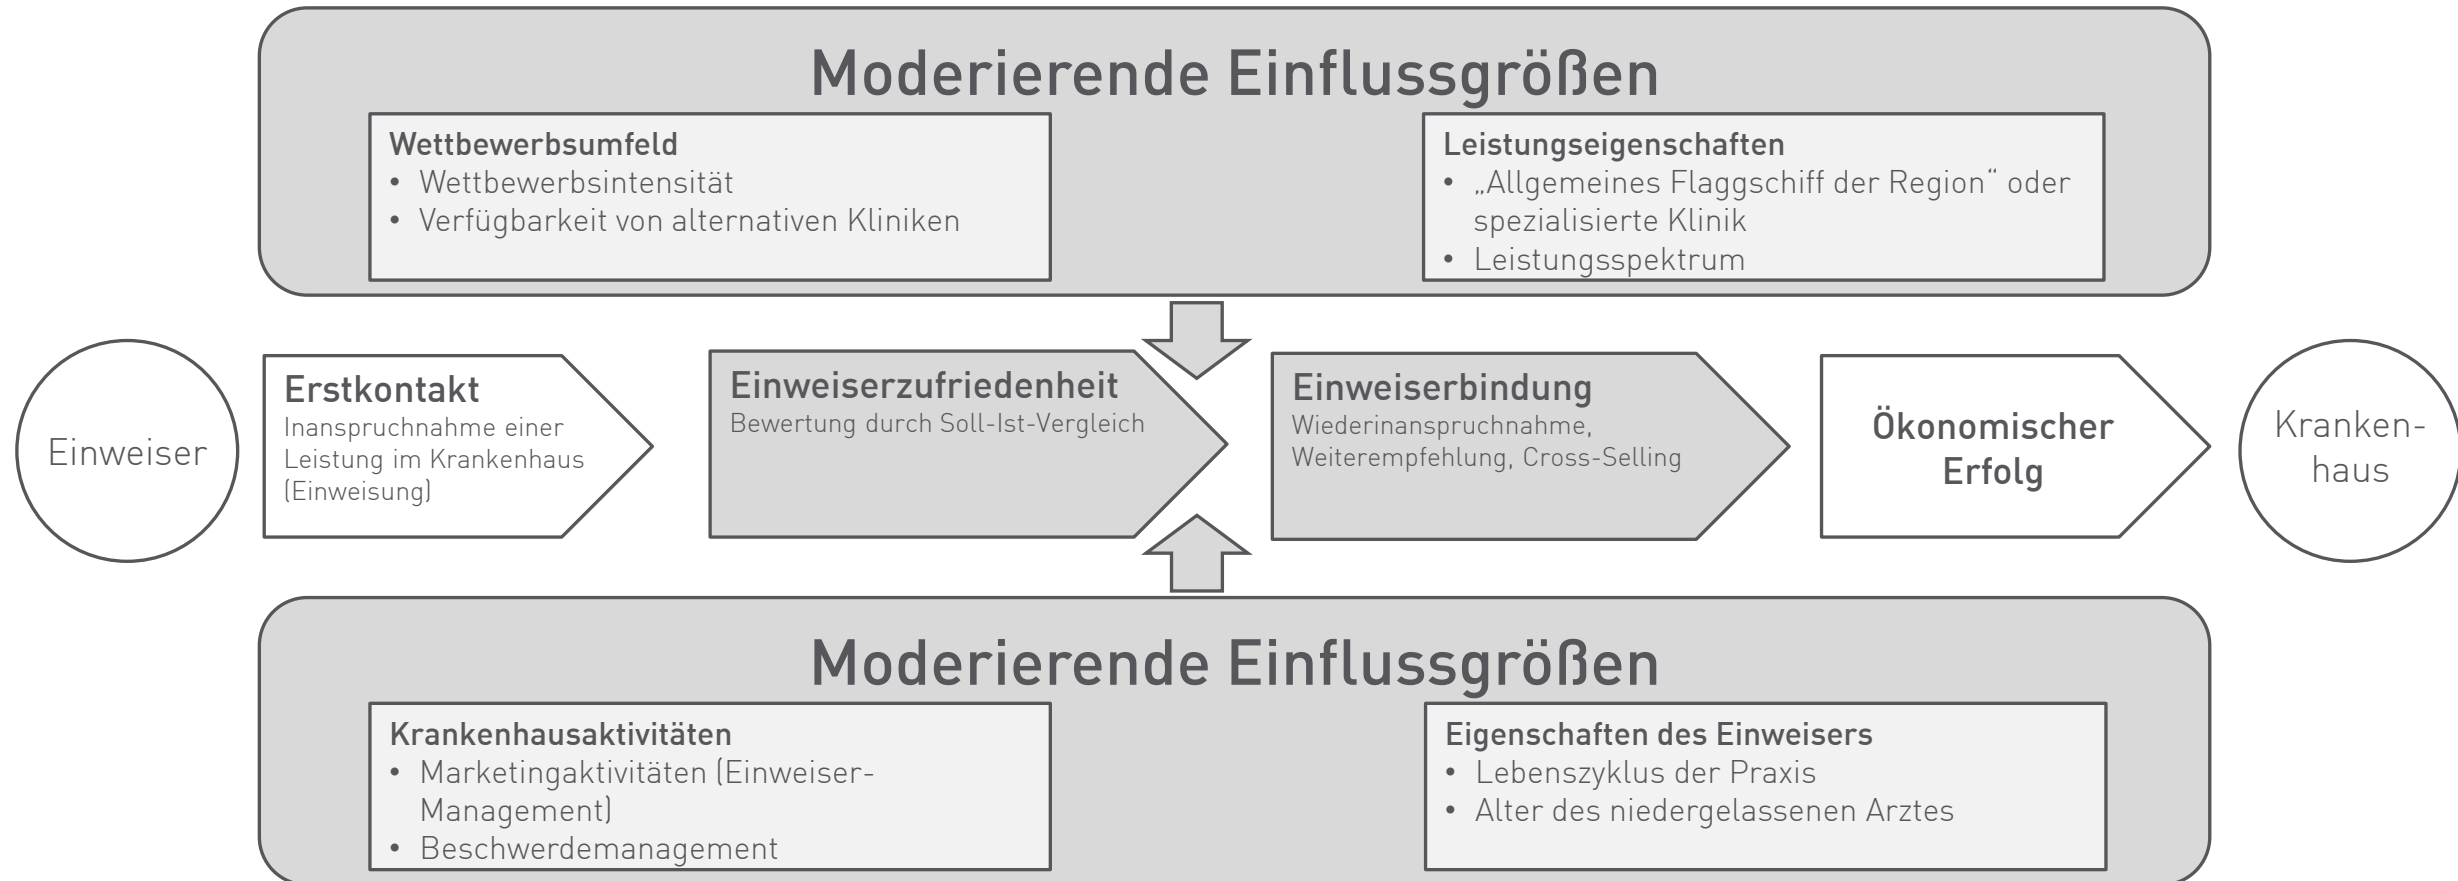 Moderierende Einflussgrößen
Wettbewerbsumfeld
• Wettbewerbsintensität
• Verfügbarkeit von alternativen Kliniken
Leistungseigenschaften
• „Allgemeines Flaggschiff der Region“ oder
spezialisierte Klinik
• Leistungsspektrum
Einweiser
Erstkontakt
Inanspruchnahme einer
Leistung im Krankenhaus
(Einweisung)
Einweiserzufriedenheit
Bewertung durch Soll-Ist-Vergleich
Einweiserbindung
Wiederinanspruchnahme,
Weiterempfehlung, Cross-Selling
Ökonomischer
Erfolg
Kranken-
haus
Moderierende Einflussgrößen
Krankenhausaktivitäten
• Marketingaktivitäten (Einweiser-
Management)
• Beschwerdemanagement
Eigenschaften des Einweisers
• Lebenszyklus der Praxis
• Alter des niedergelassenen Arztes